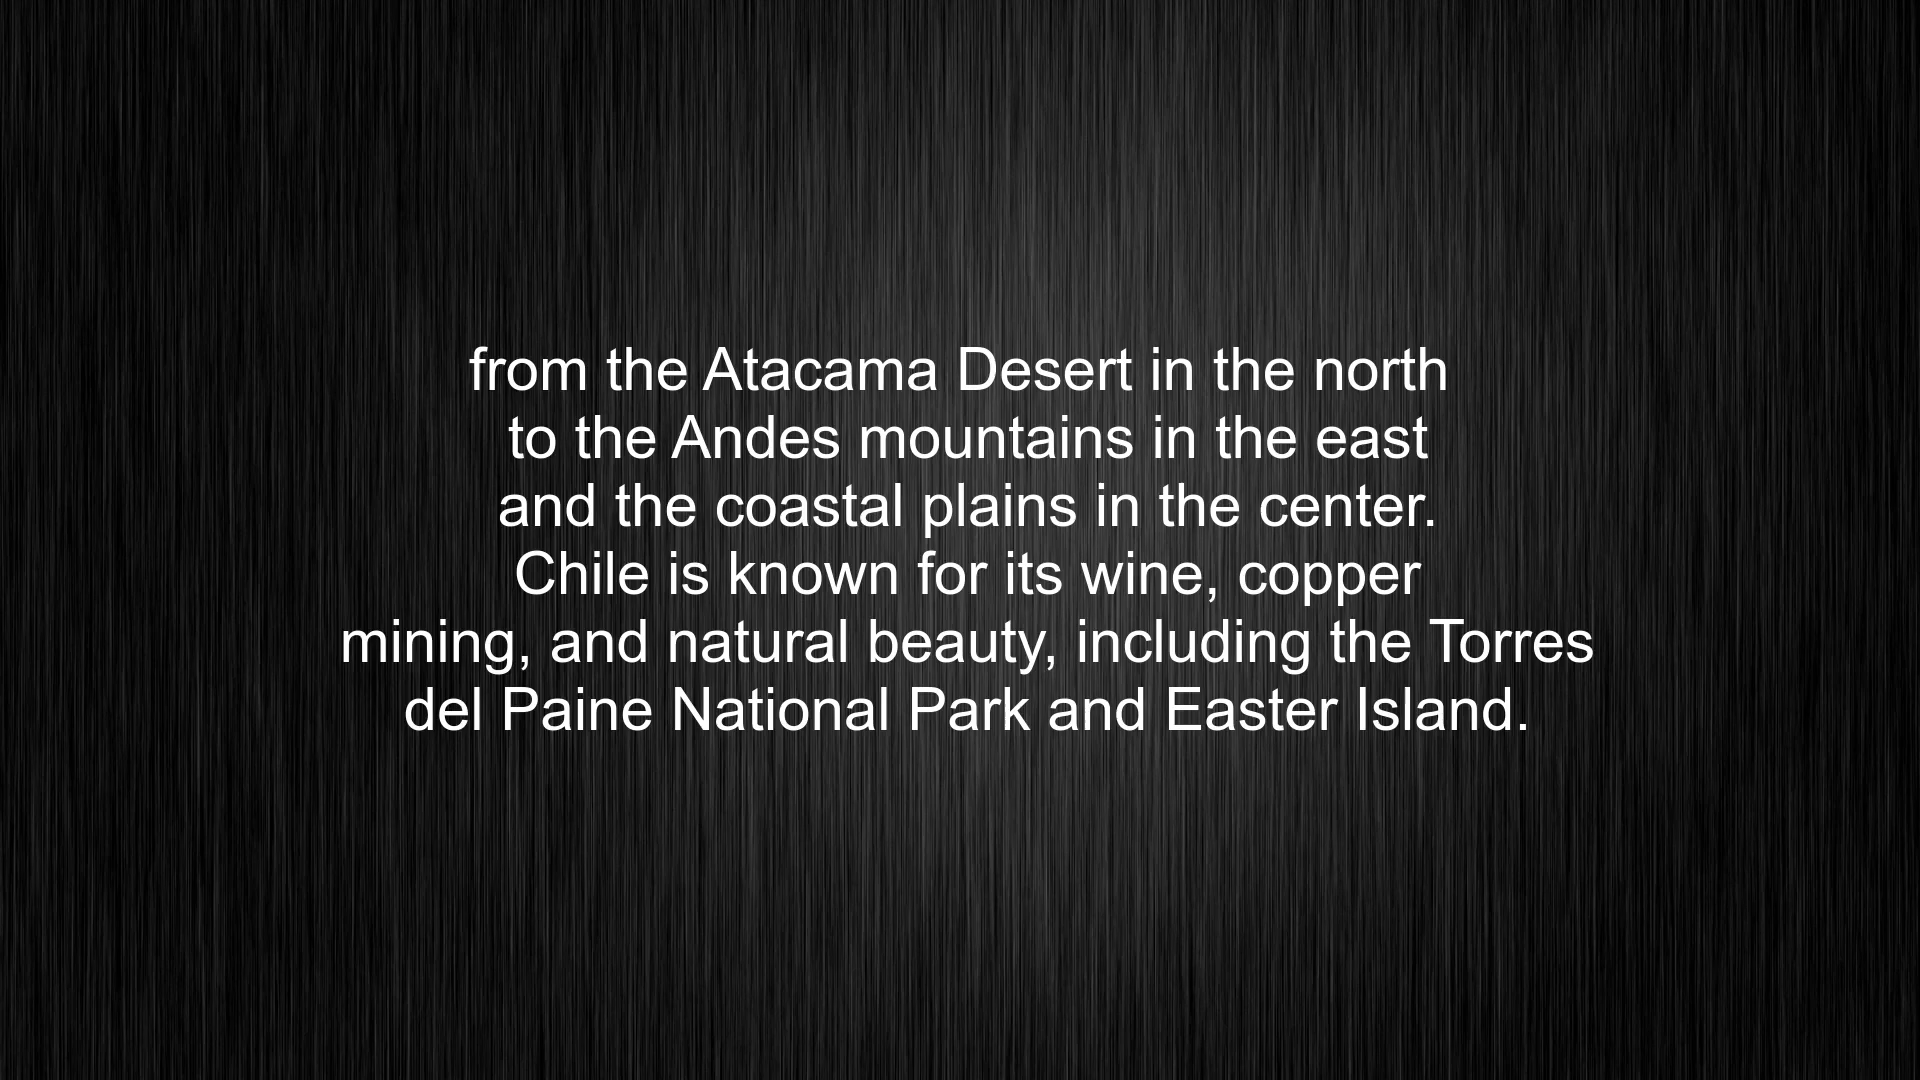 from the Atacama Desert in the north
to the Andes mountains in the east
and the coastal plains in the center.
Chile is known for its wine, copper
mining, and natural beauty, including the Torres
del Paine National Park and Easter Island.